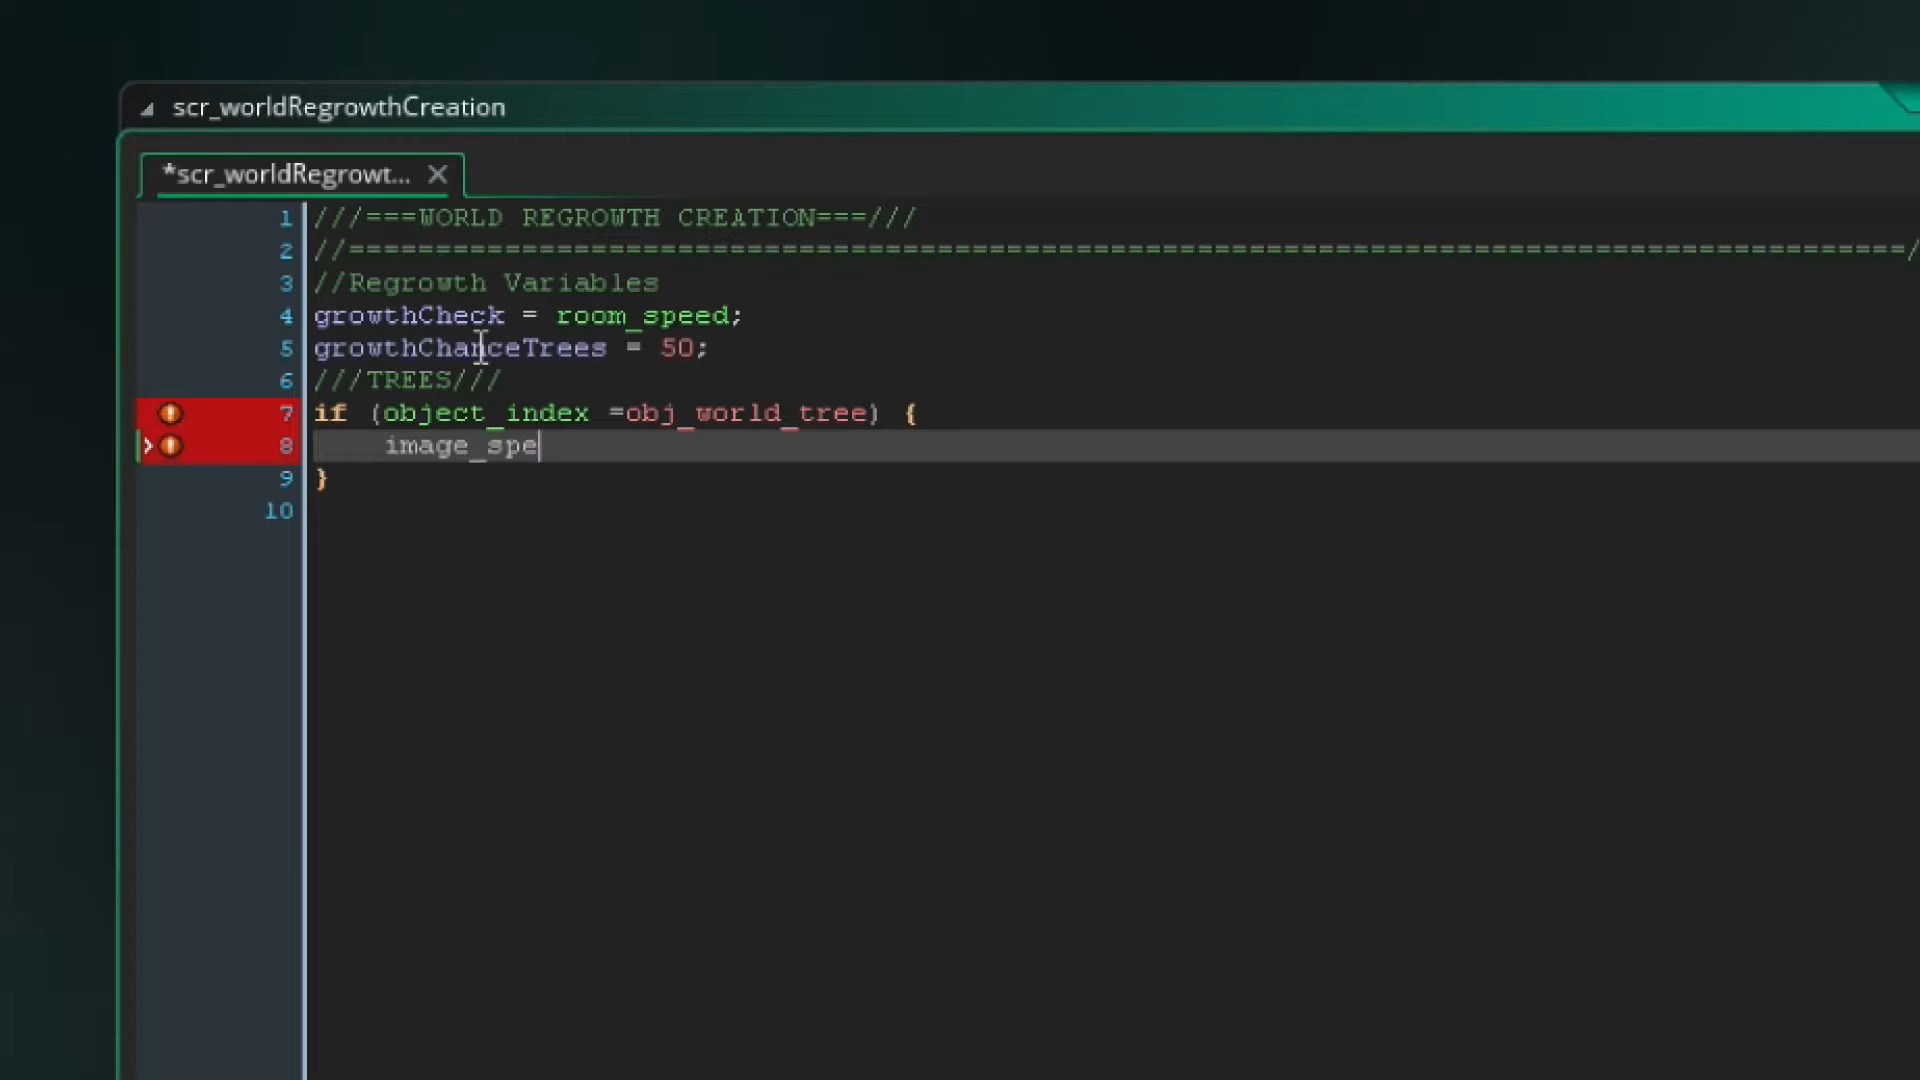 scr_worldRegrowthCreation
*scr_worldRegrowt...
1 ///===WORLD REGROWTH CREATION===///
2 //==========================================================================================/
3 //Regrowth Variables
4 growthCheck = room_speed;
5 growthChanceTrees = 50;
6 ///TREES///
7 if (object_index =obj_world_tree) {
8 image_spe
9 }
10